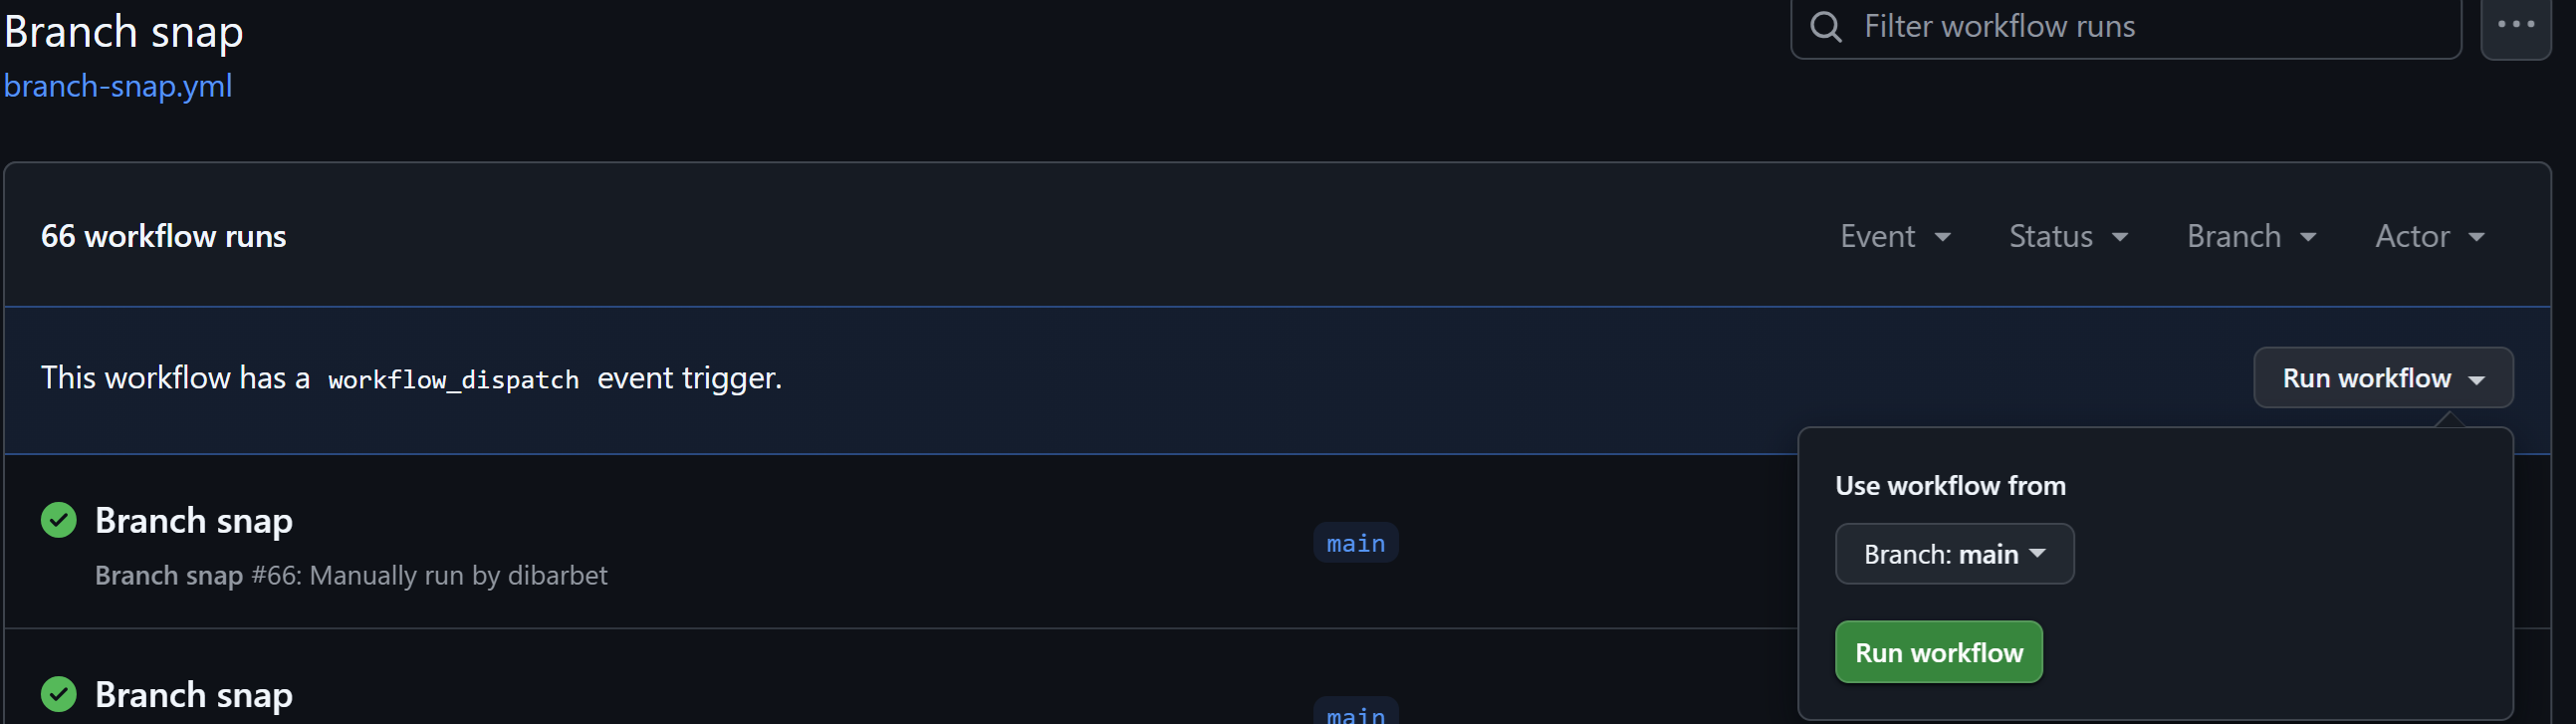 Branch snap
Filter workflow runs
branch-snap.yml
66 workflow runs
Event
Status
Branch
Actor
This workflow has a workflow_dispatch event trigger.
Run workflow
Use workflow from
Branch: main
Run workflow
Branch snap
main
Branch snap #66: Manually run by dibarbet
Branch snap
main